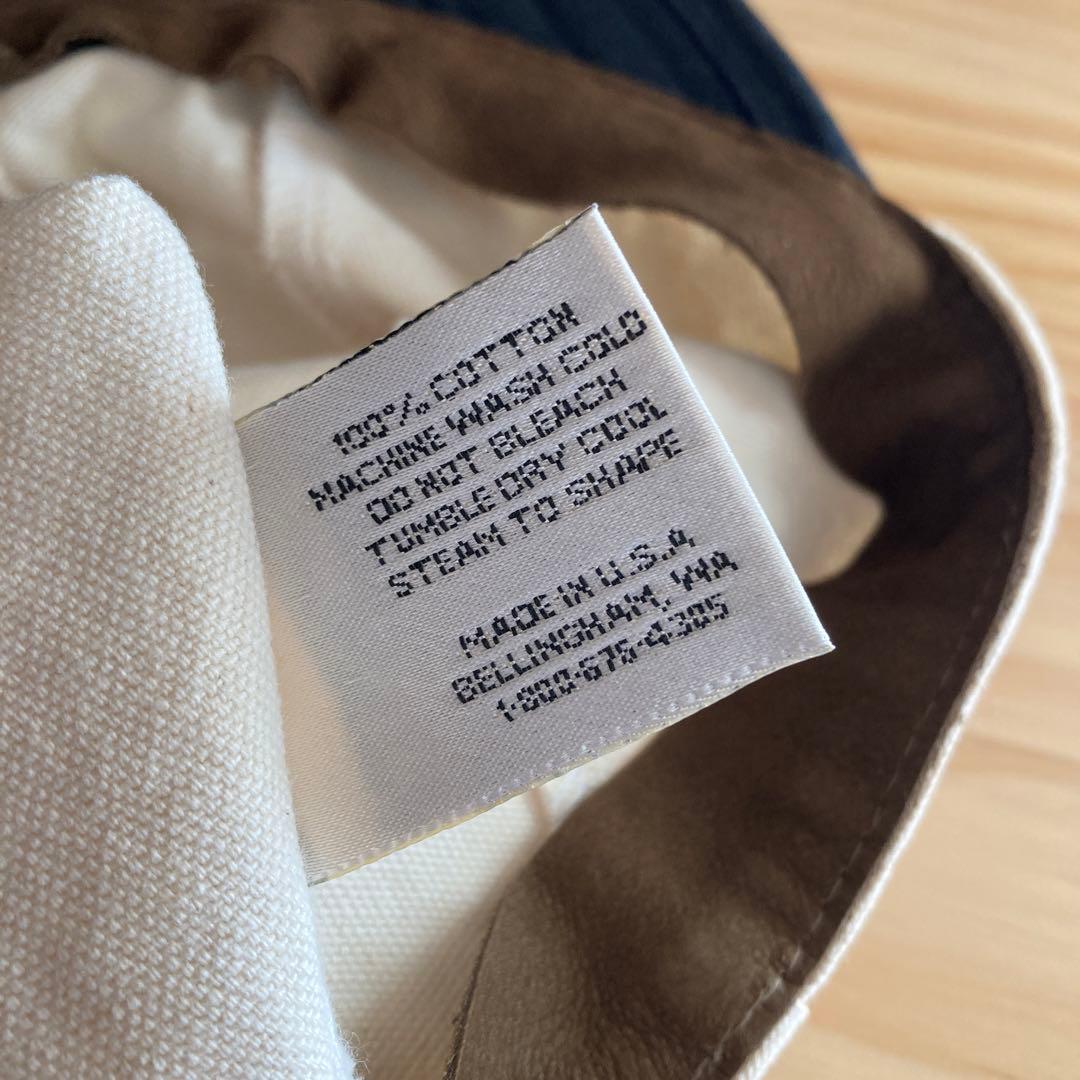 100% COTTON
MACHINE WASH COLD
DO NOT BLEACH
TUMBLE DRY COOL
STEAM TO SHAPE
MADE IN U.S.A
BELLINGHAM, WA
1-800-676-4305